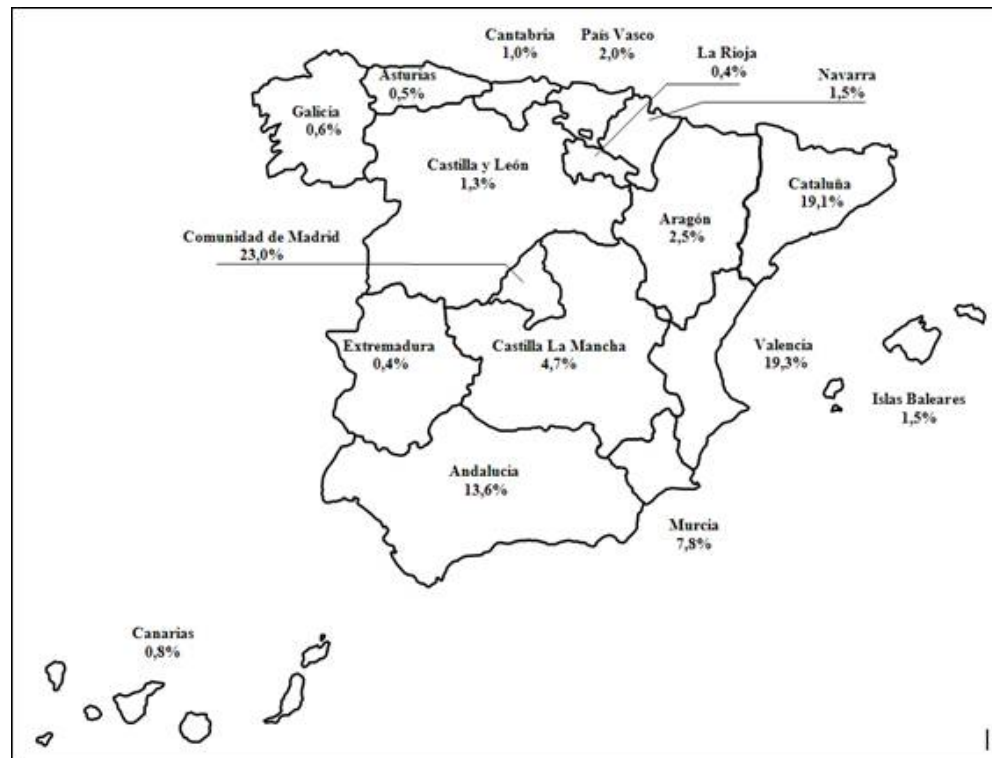 Cantabria
1,0%
País Vasco
2,0%
La Rioja
0,4%
Navarra
1,5%
Asturias
0,5%
Galicia
0,6%
Castilla y León
1,3%
Cataluña
19,1%
Aragón
2,5%
Comunidad de Madrid
23,0%
Extremadura
0,4%
Castilla La Mancha
4,7%
Valencia
19,3%
Islas Baleares
1,5%
Andalucia
13,6%
Murcia
7,8%
Canarias
0,8%